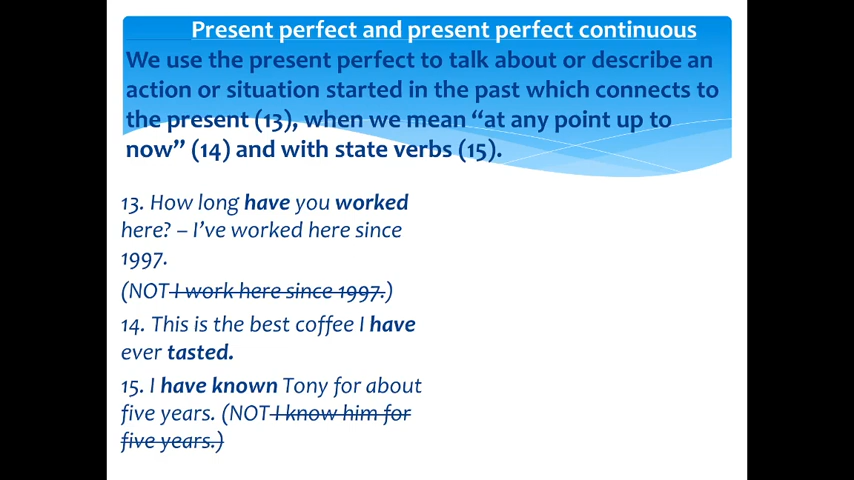 Present perfect and present perfect continuous
We use the present perfect to talk about or describe an
action or situation started in the past which connects to
the present (13), when we mean “at any point up to
now” (14) and with state verbs (15).
13. How long have you worked
here? – I’ve worked here since
1997.
(NOT I work here since 1997.)
14. This is the best coffee I have
ever tasted.
15. I have known Tony for about
five years. (NOT I know him for
five years.)